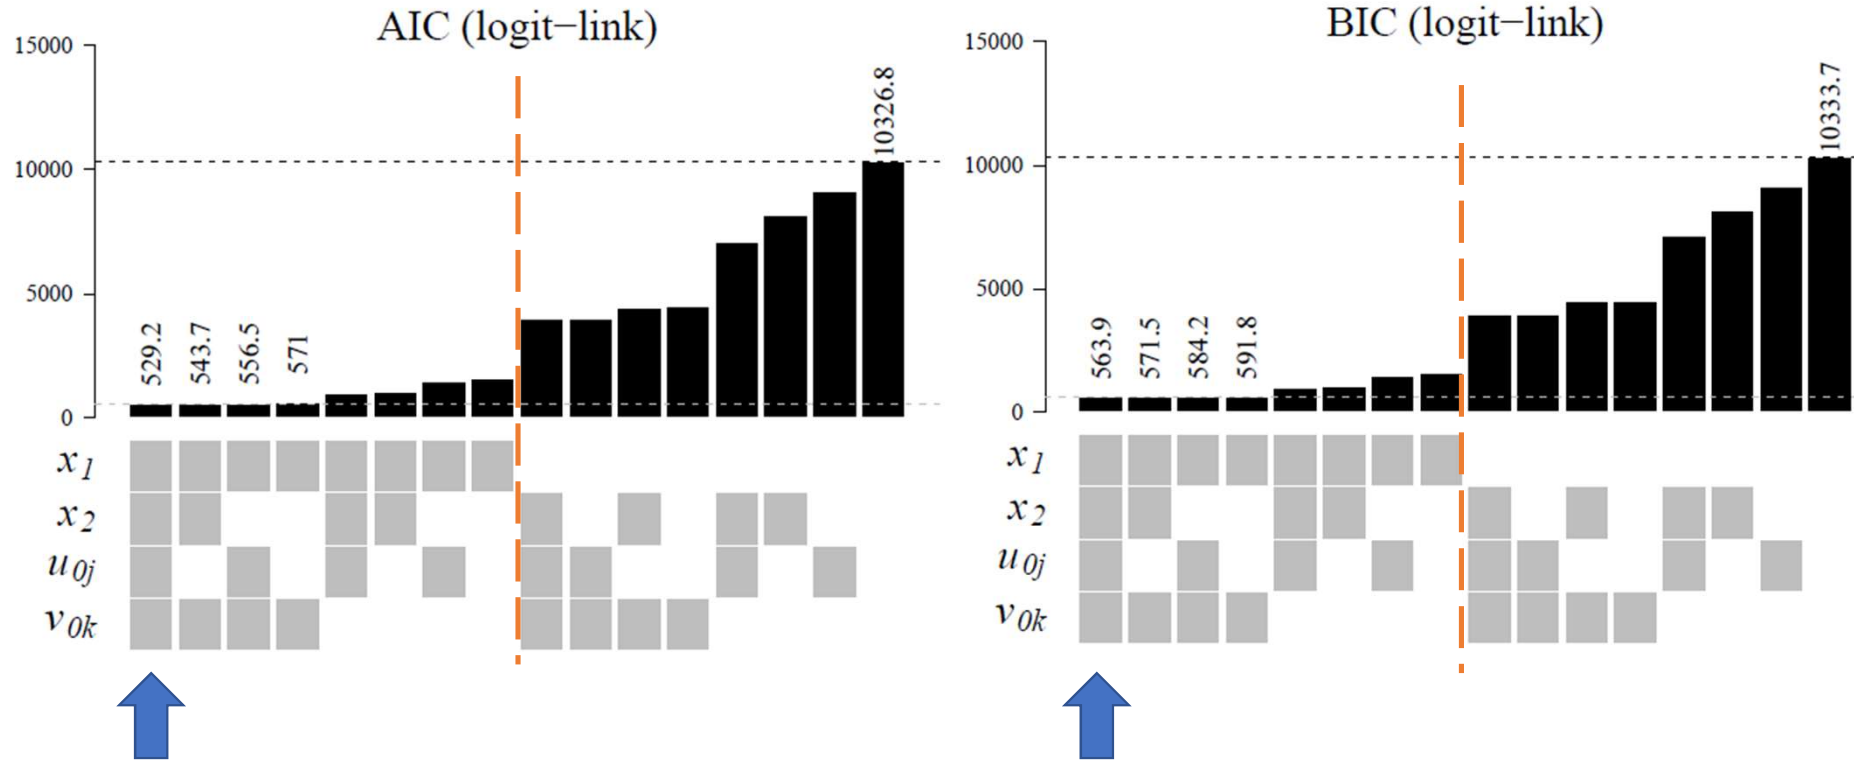 AIC (logit−link)
15000
10000
5000
0
529.2
543.7
556.5
571
10326.8
x1
x2
u0j
v0k
BIC (logit−link)
15000
10000
5000
0
563.9
571.5
584.2
591.8
10333.7
x1
x2
u0j
v0k